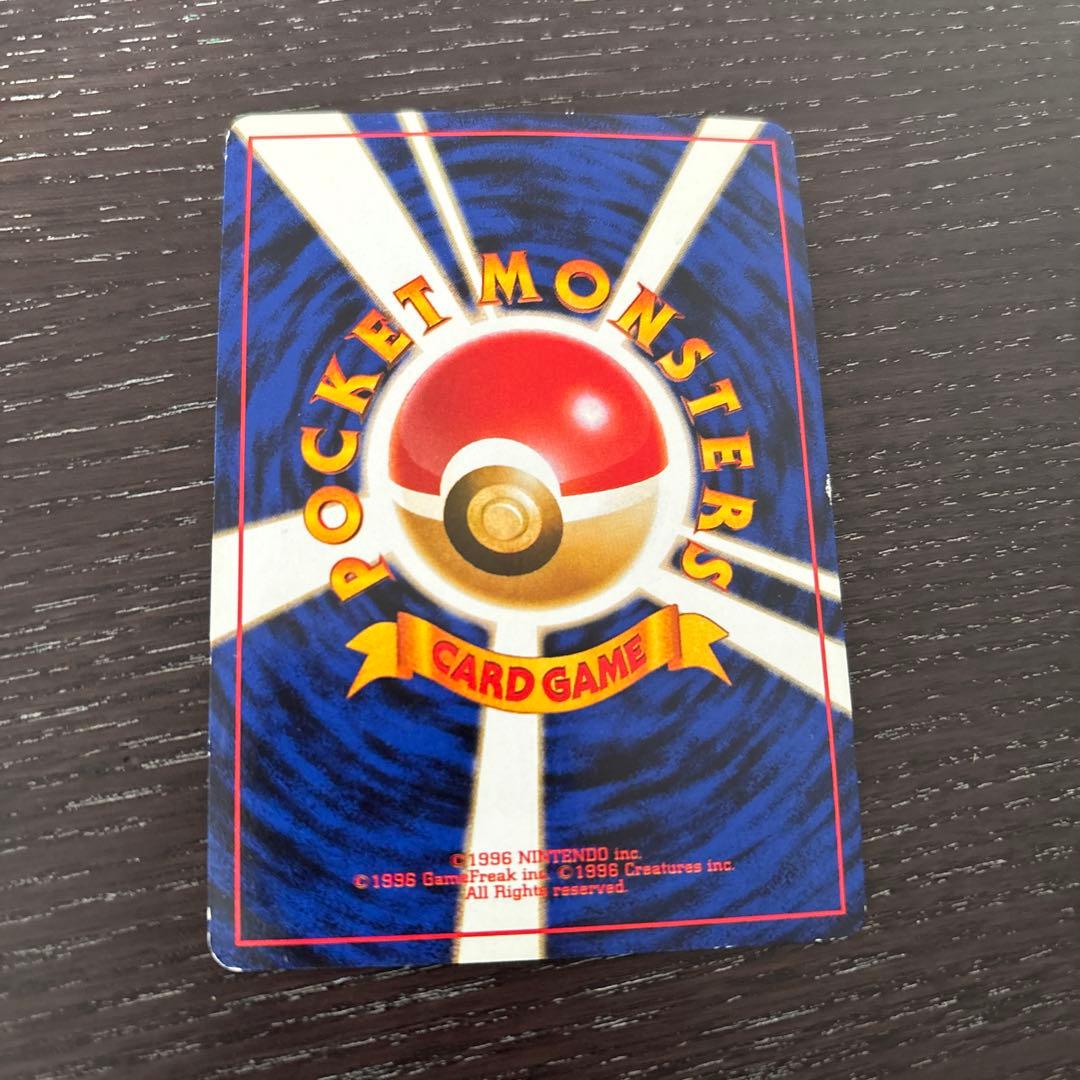 POCKET MONSTERS
CARD GAME
©1996 NINTENDO inc.
©1996 GameFreak inc. ©1996 Creatures inc.
All Rights reserved.